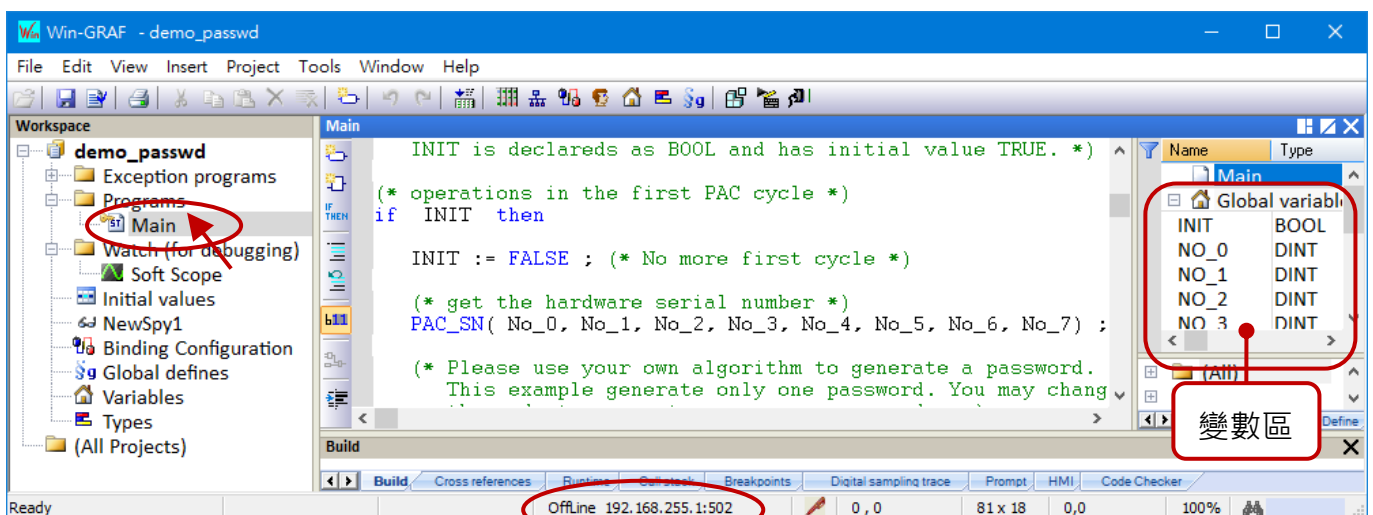 Win-GRAF - demo_passwd
File Edit View Insert Project Tools Window Help
Workspace
demo_passwd
Exception programs
Programs
ST Main
Watch (for debugging)
Soft Scope
Initial values
NewSpy1
Binding Configuration
Global defines
Variables
Types
(All Projects)
Main
IF THEN
INIT is declareds as BOOL and has initial value TRUE. *)
(* operations in the first PAC cycle *)
if INIT then
INIT := FALSE ; (* No more first cycle *)
(* get the hardware serial number *)
PAC_SN( No_0, No_1, No_2, No_3, No_4, No_5, No_6, No_7) ;
(* Please use your own algorithm to generate a password.
This example generate only one password. You may chang
Name Type
Main
Global variabl
INIT BOOL
NO_0 DINT
NO_1 DINT
NO_2 DINT
NO_3 DINT
(All)
變數區
Define
Build
Build Cross references Runtime Call stack Breakpoints Digital sampling trace Prompt HMI Code Checker
Ready OffLine 192.168.255.1:502 0 , 0 81 x 18 0,0 100%